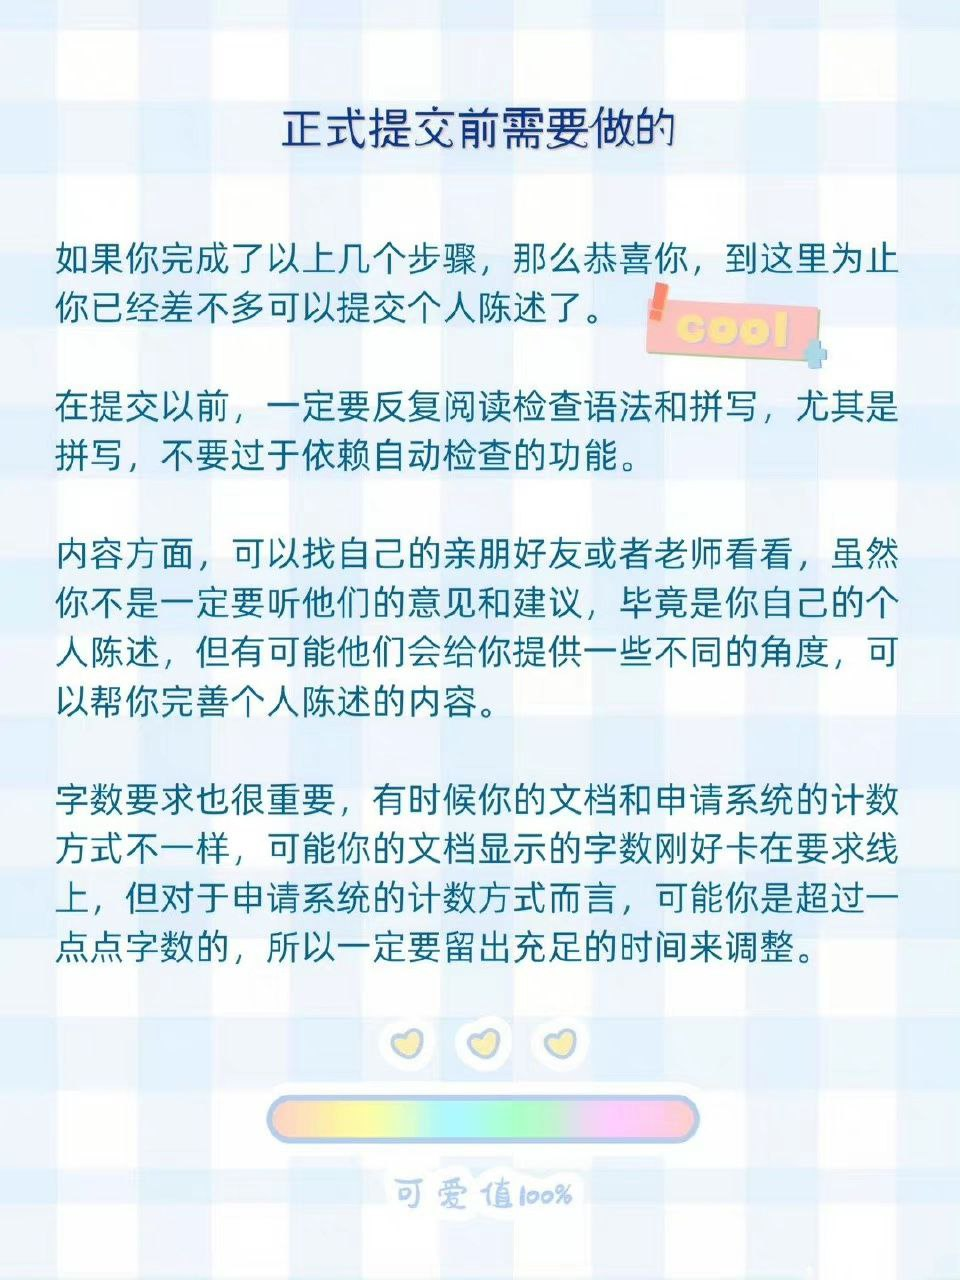 正式提交前需要做的
如果你完成了以上几个步骤，那么恭喜你，到这里为止
你已经差不多可以提交个人陈述了。
cool
在提交以前，一定要反复阅读检查语法和拼写，尤其是
拼写，不要过于依赖自动检查的功能。
内容方面，可以找自己的亲朋好友或者老师看看，虽然
你不是一定要听他们的意见和建议，毕竟是你自己的个
人陈述，但有可能他们会给你提供一些不同的角度，可
以帮你完善个人陈述的内容。
字数要求也很重要，有时候你的文档和申请系统的计数
方式不一样，可能你的文档显示的字数刚好卡在要求线
上，但对于申请系统的计数方式而言，可能你是超过一
点点字数的，所以一定要留出充足的时间来调整。
可爱值100%